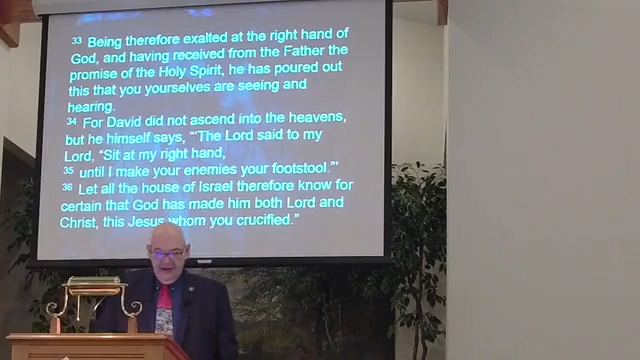 33 Being therefore exalted at the right hand of
God, and having received from the Father the
promise of the Holy Spirit, he has poured out
this that you yourselves are seeing and
hearing.
34 For David did not ascend into the heavens,
but he himself says, “‘The Lord said to my
Lord, “Sit at my right hand,
35 until I make your enemies your footstool.”’
36 Let all the house of Israel therefore know for
certain that God has made him both Lord and
Christ, this Jesus whom you crucified.”